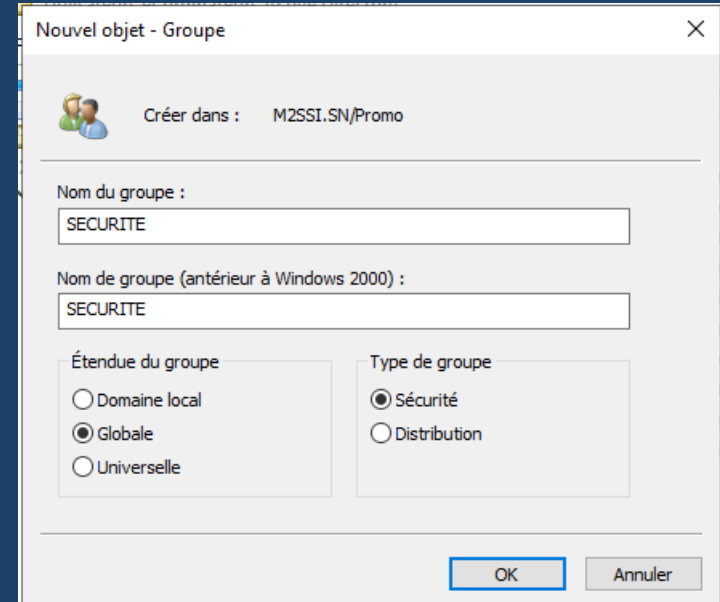 Nouvel objet - Groupe
Créer dans : M2SSI.SN/Promo
Nom du groupe :
SECURITE
Nom de groupe (antérieur à Windows 2000) :
SECURITE
Étendue du groupe
Domaine local
Globale
Universelle
Type de groupe
Sécurité
Distribution
OK
Annuler